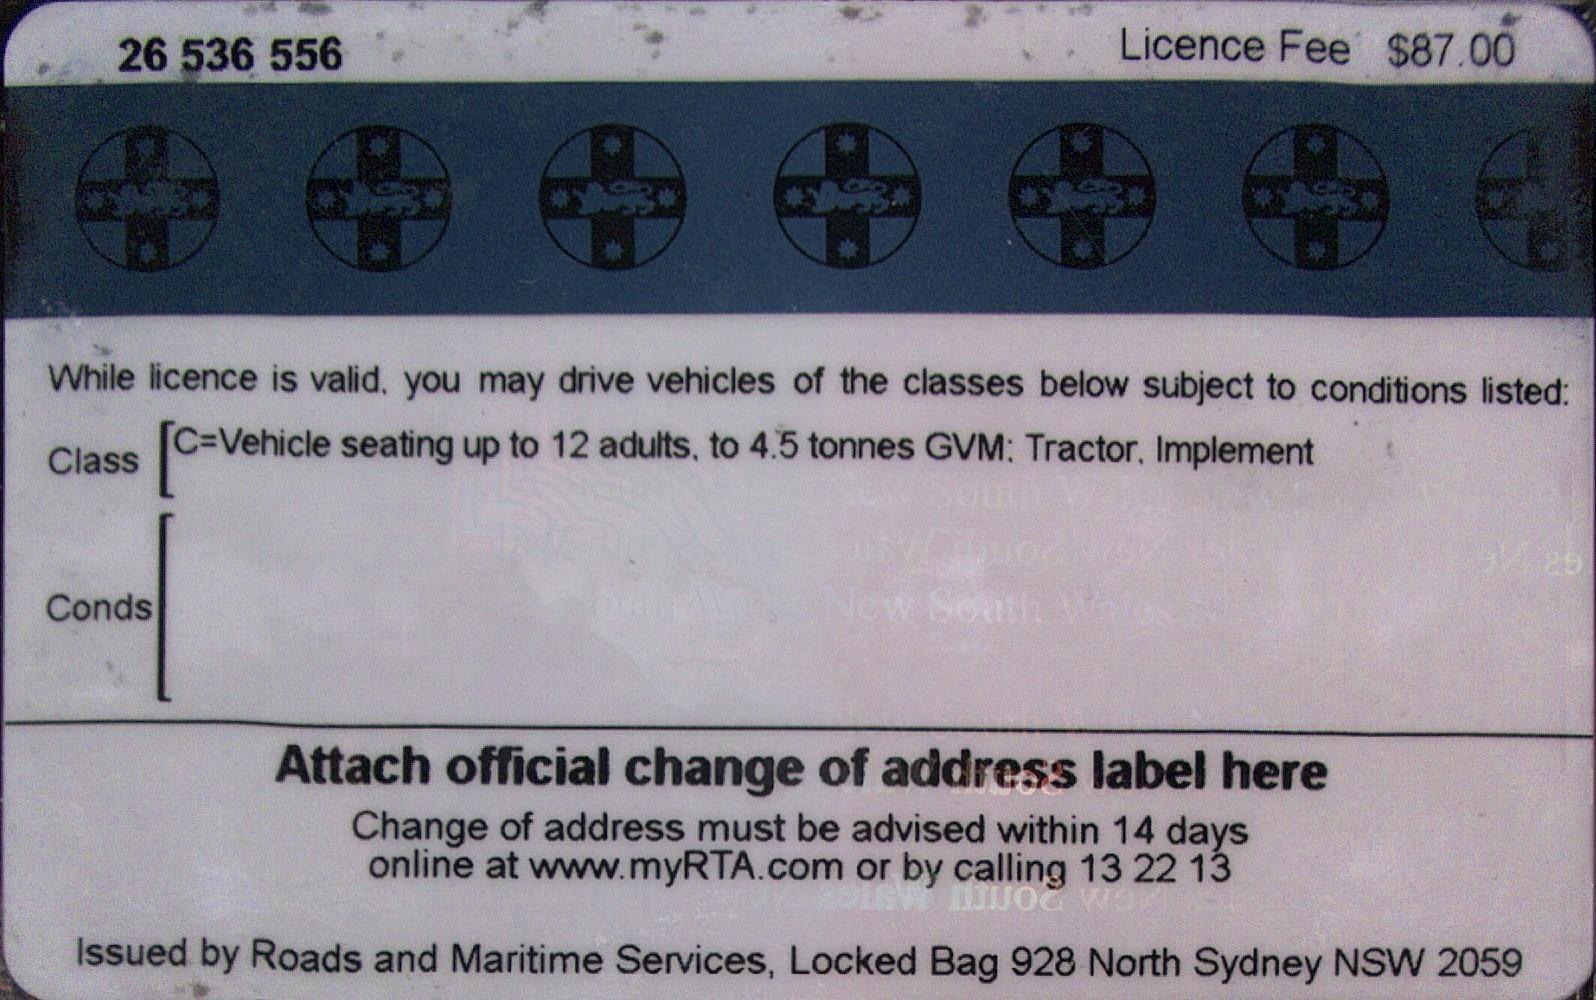 26 536 556 Licence Fee $87.00
While licence is valid, you may drive vehicles of the classes below subject to conditions listed:
Class C=Vehicle seating up to 12 adults, to 4.5 tonnes GVM; Tractor, Implement
Conds
New South Wales
Attach official change of address label here
Change of address must be advised within 14 days
online at www.myRTA.com or by calling 13 22 13
New South Wales
Issued by Roads and Maritime Services, Locked Bag 928 North Sydney NSW 2059